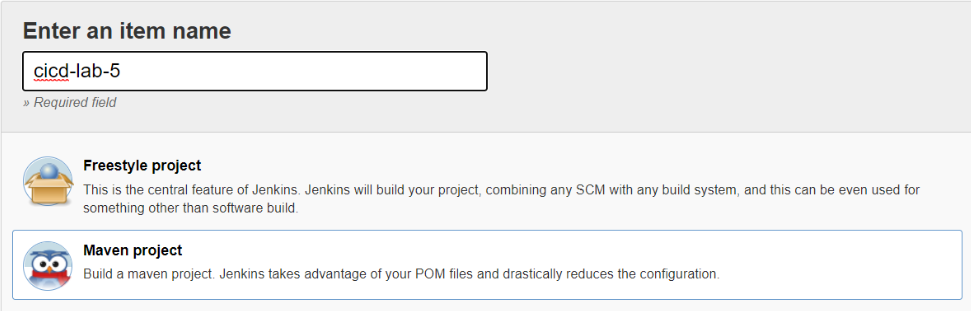 Enter an item name
cicd-lab-5
» Required field
Freestyle project
This is the central feature of Jenkins. Jenkins will build your project, combining any SCM with any build system, and this can be even used for
something other than software build.
Maven project
Build a maven project. Jenkins takes advantage of your POM files and drastically reduces the configuration.